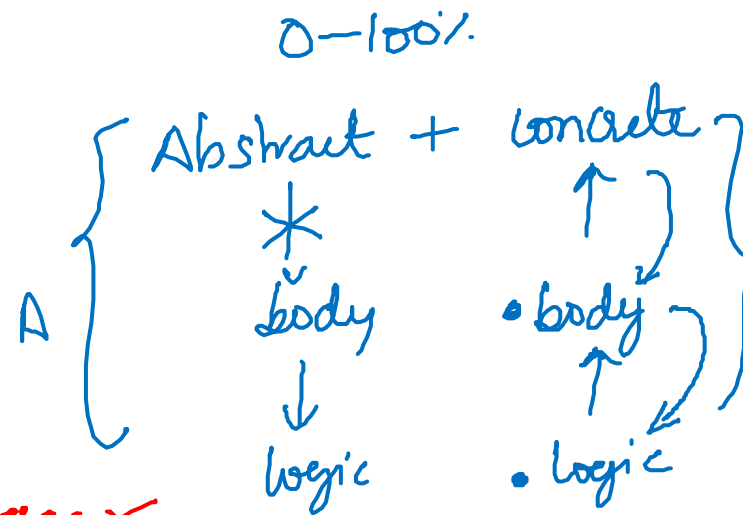 0-100%
Abstract + Concrete
body • body
A
logic • logic